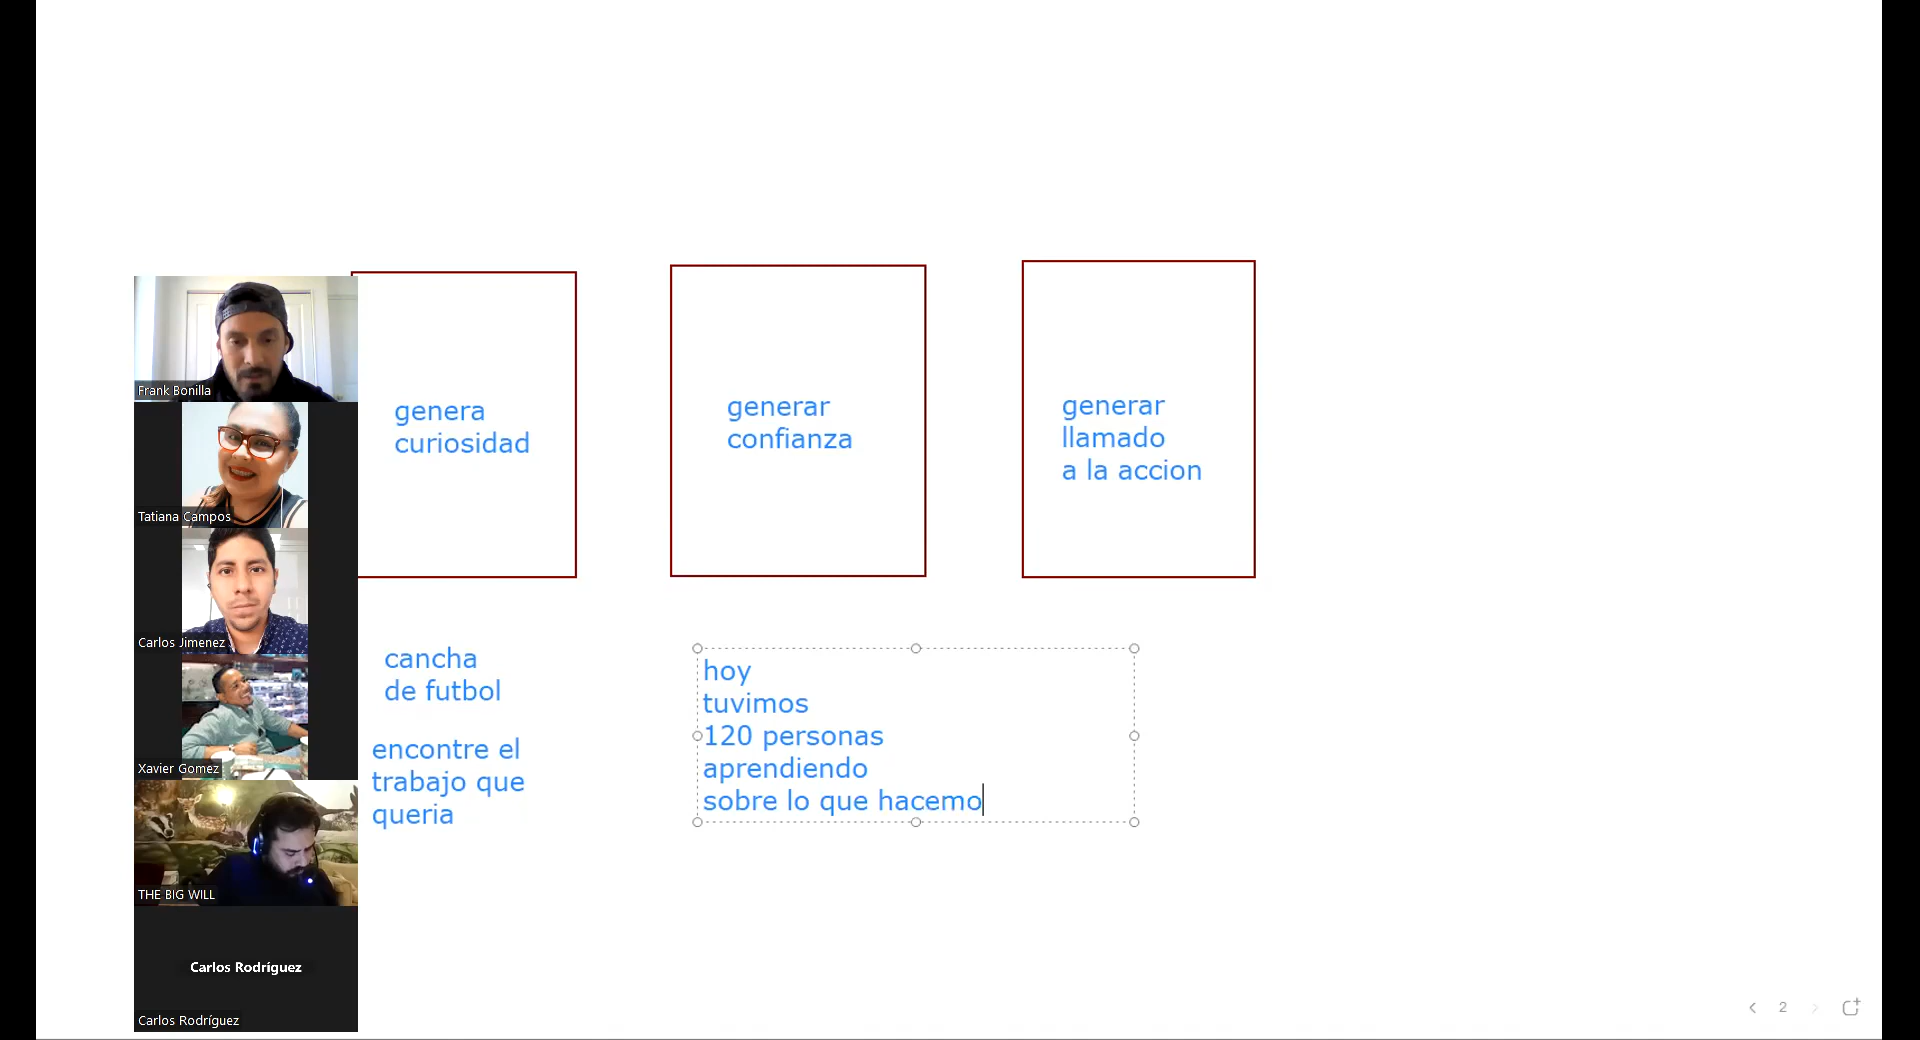 Frank Bonilla
Tatiana Campos
Carlos Jimenez
Xavier Gomez
THE BIG WILL
Carlos Rodríguez
Carlos Rodríguez
genera
curiosidad
generar
confianza
generar
llamado
a la accion
cancha
de futbol
encontre el
trabajo que
queria
hoy
tuvimos
120 personas
aprendiendo
sobre lo que hacemo
2